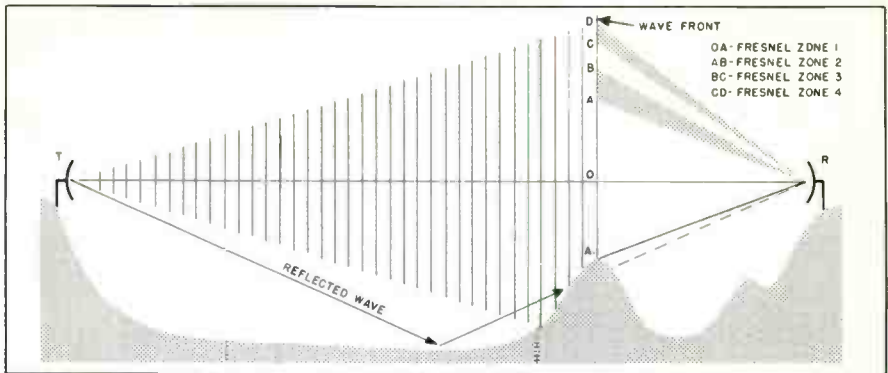 D
WAVE FRONT
C
B
A
OA-FRESNEL ZONE 1
AB-FRESNEL ZONE 2
BC-FRESNEL ZONE 3
CD-FRESNEL ZONE 4
T
O
R
A
REFLECTED WAVE